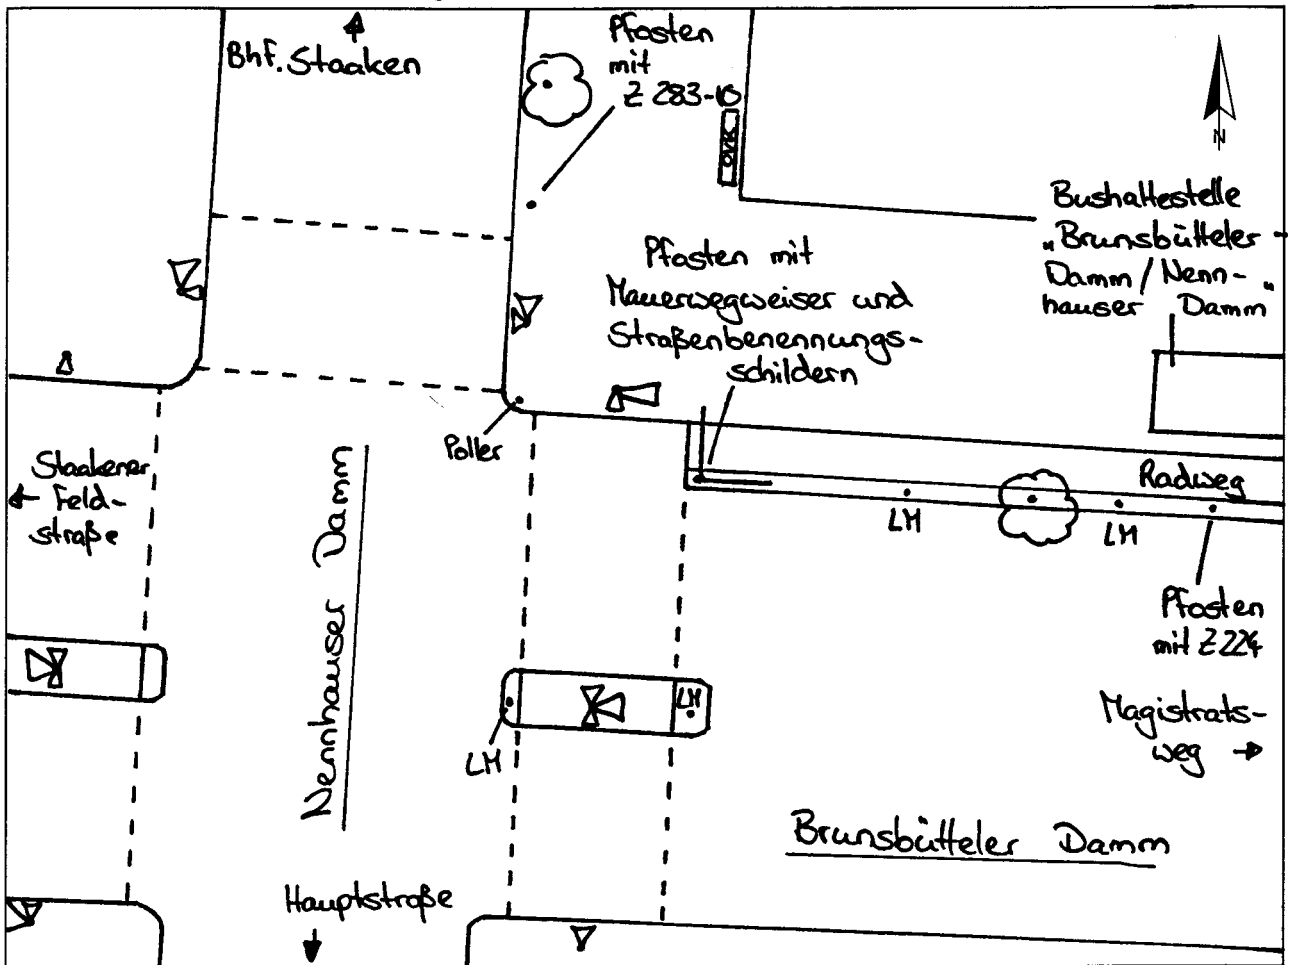 Bhf. Staaken
Pfosten
mit
Z 283-10
OVK
N
Bushaltestelle
„Brunsbütteler-
Damm / Nenn-
hauser Damm"
Pfosten mit
Mauerwegweiser und
Straßenbenennungs-
schildern
Poller
Staakener
Feld-
straße
Nennhauser Damm
Radweg
LM
LM
Pfosten
mit Z 224
LM
LM
Magistrats-
weg
Brunsbütteler Damm
Hauptstraße